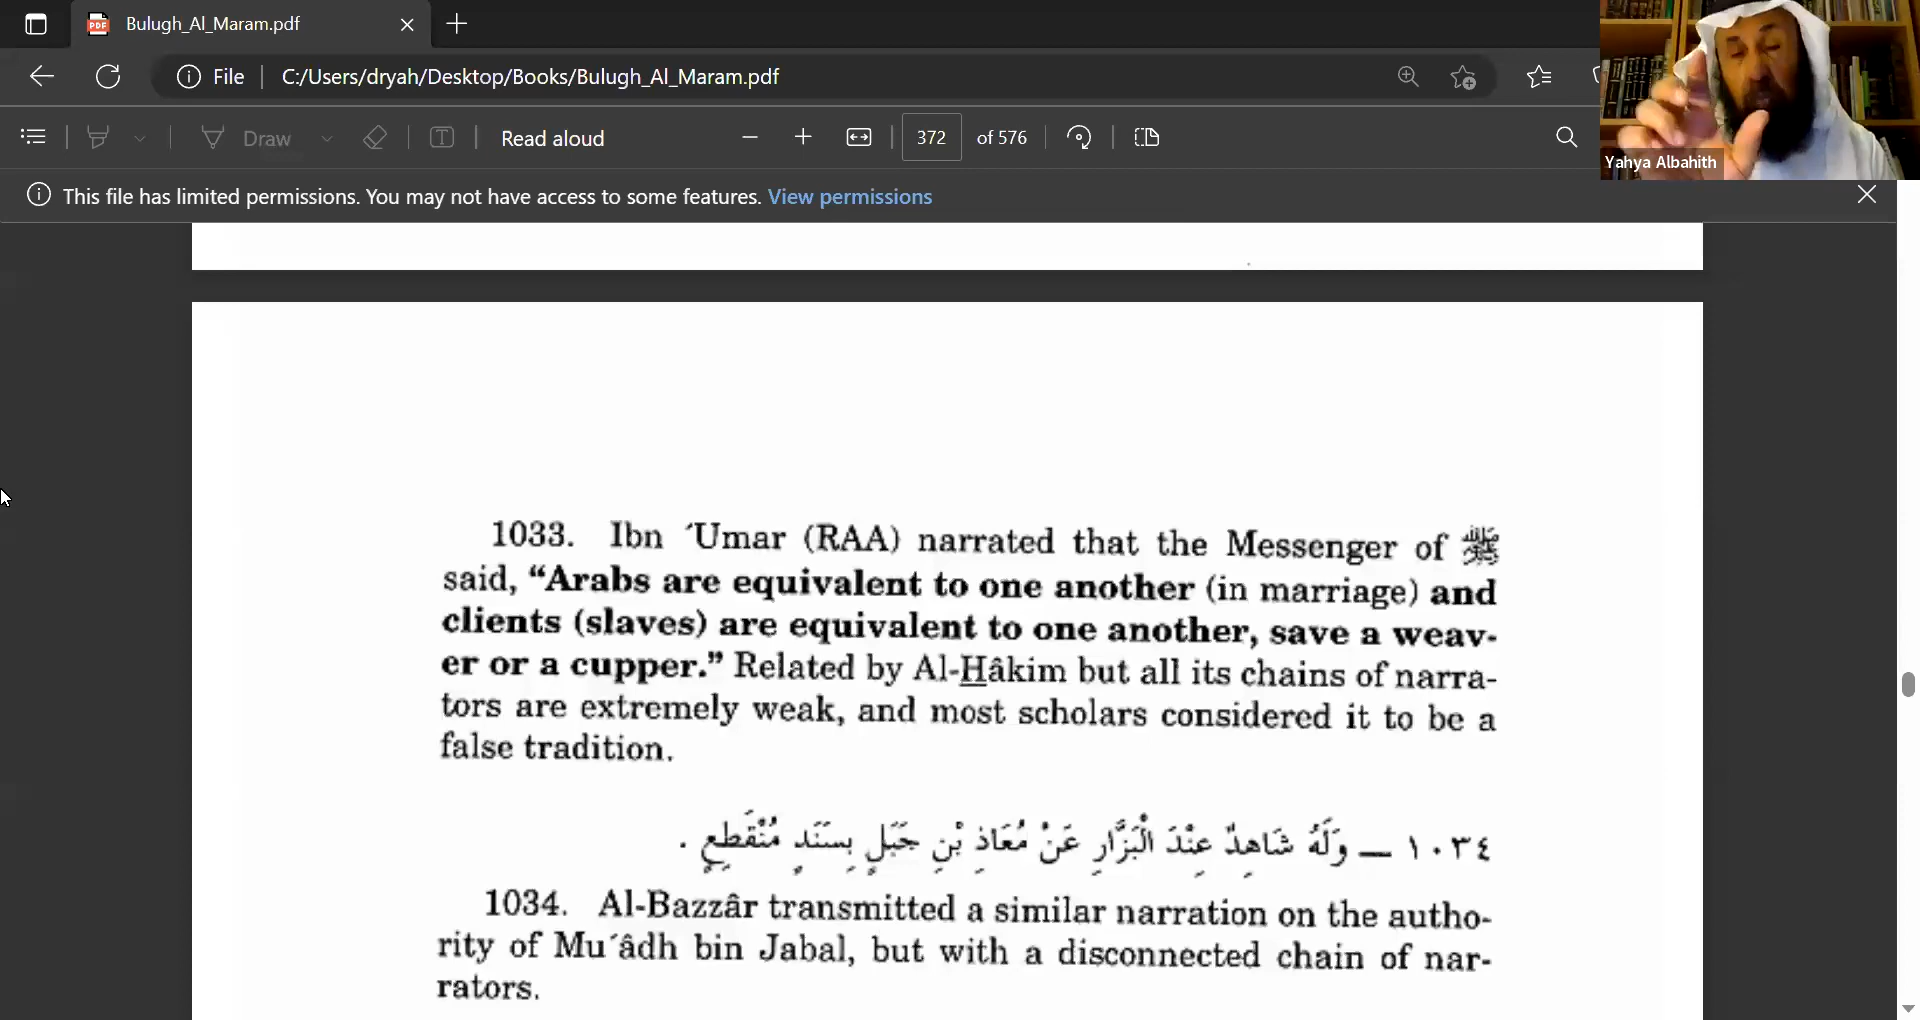 Bulugh_Al_Maram.pdf
File
C:/Users/dryah/Desktop/Books/Bulugh_Al_Maram.pdf
Draw
Read aloud
372 of 576
Yahya Albahith
This file has limited permissions. You may not have access to some features. View permissions
1033. Ibn ´Umar (RAA) narrated that the Messenger of ﷺ
said, “Arabs are equivalent to one another (in marriage) and
clients (slaves) are equivalent to one another, save a weav-
er or a cupper.” Related by Al-Hâkim but all its chains of narra-
tors are extremely weak, and most scholars considered it to be a
false tradition.
١٠٣٤ — وَلَهُ شَاهِدٌ عِنْدَ الْبَزَّارِ عَنْ مُعَاذِ بْنِ جَبَلٍ بِسَنَدٍ مُنْقَطِعٍ .
1034. Al-Bazzâr transmitted a similar narration on the autho-
rity of Mu´âdh bin Jabal, but with a disconnected chain of nar-
rators.